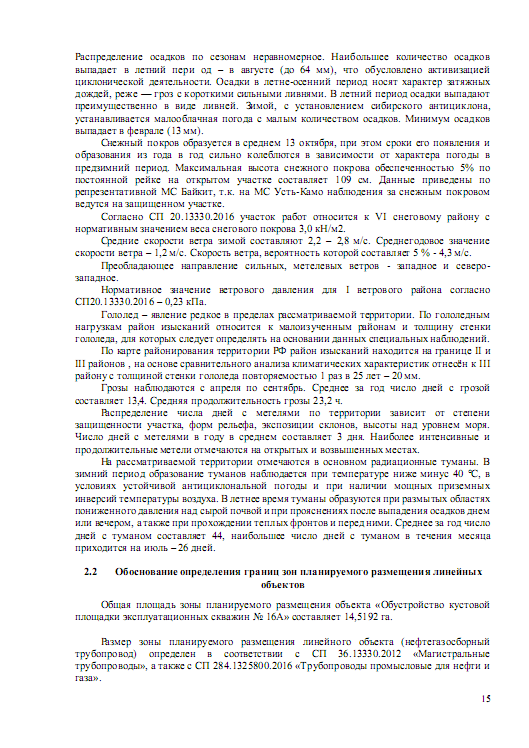 Распределение осадков по сезонам неравномерное. Наибольшее количество осадков
выпадает в летний пери од – в августе (до 64 мм), что обусловлено активизацией
циклонической деятельности. Осадки в летне-осенний период носят характер затяжных
дождей, реже — гроз с короткими сильными ливнями. В летний период осадки выпадают
преимущественно в виде ливней. Зимой, с установлением сибирского антициклона,
устанавливается малооблачная погода с малым количеством осадков. Минимум осадков
выпадает в феврале (13 мм).
Снежный покров образуется в среднем 13 октября, при этом сроки его появления и
образования из года в год сильно колеблются в зависимости от характера погоды в
предзимний период. Максимальная высота снежного покрова обеспеченностью 5% по
постоянной рейке на открытом участке составляет 109 см. Данные приведены по
репрезентативной МС Байкит, т.к. на МС Усть-Камо наблюдения за снежным покровом
ведутся на защищенном участке.
Согласно СП 20.13330.2016 участок работ относится к VI снеговому району с
нормативным значением веса снегового покрова 3,0 кН/м2.
Средние скорости ветра зимой составляют 2,2 – 2,8 м/с. Среднегодовое значение
скорости ветра – 1,2 м/с. Скорость ветра, вероятность которой составляет 5 % - 4,3 м/с.
Преобладающее направление сильных, метелевых ветров - западное и северо-
западное.
Нормативное значение ветрового давления для I ветрового района согласно
СП20.13330.2016 – 0,23 кПа.
Гололед – явление редкое в пределах рассматриваемой территории. По гололедным
нагрузкам район изысканий относится к малоизученным районам и толщину стенки
гололеда, для которых следует определять на основании данных специальных наблюдений.
По карте районирования территории РФ район изысканий находится на границе II и
III районов , на основе сравнительного анализа климатических характеристик отнесён к III
району с толщиной стенки гололеда повторяемостью 1 раз в 25 лет – 20 мм.
Грозы наблюдаются с апреля по сентябрь. Среднее за год число дней с грозой
составляет 13,4. Средняя продолжительность грозы 23,2 ч.
Распределение числа дней с метелями по территории зависит от степени
защищенности участка, форм рельефа, экспозиции склонов, высоты над уровнем моря.
Число дней с метелями в году в среднем составляет 3 дня. Наиболее интенсивные и
продолжительные метели отмечаются на открытых и возвышенных местах.
На рассматриваемой территории отмечаются в основном радиационные туманы. В
зимний период образование туманов наблюдается при температуре ниже минус 40 °С, в
условиях устойчивой антициклональной погоды и при наличии мощных приземных
инверсий температуры воздуха. В летнее время туманы образуются при размытых областях
пониженного давления над сырой почвой и при прояснениях после выпадения осадков днем
или вечером, а также при прохождении теплых фронтов и перед ними. Среднее за год число
дней с туманом составляет 44, наибольшее число дней с туманом в течения месяца
приходится на июль – 26 дней.
2.2 Обоснование определения границ зон планируемого размещения линейных
объектов
Общая площадь зоны планируемого размещения объекта «Обустройство кустовой
площадки эксплуатационных скважин № 16А» составляет 14,5192 га.
Размер зоны планируемого размещения линейного объекта (нефтегазосборный
трубопровод) определен в соответствии с СП 36.13330.2012 «Магистральные
трубопроводы», а также с СП 284.1325800.2016 «Трубопроводы промысловые для нефти и
газа».
15